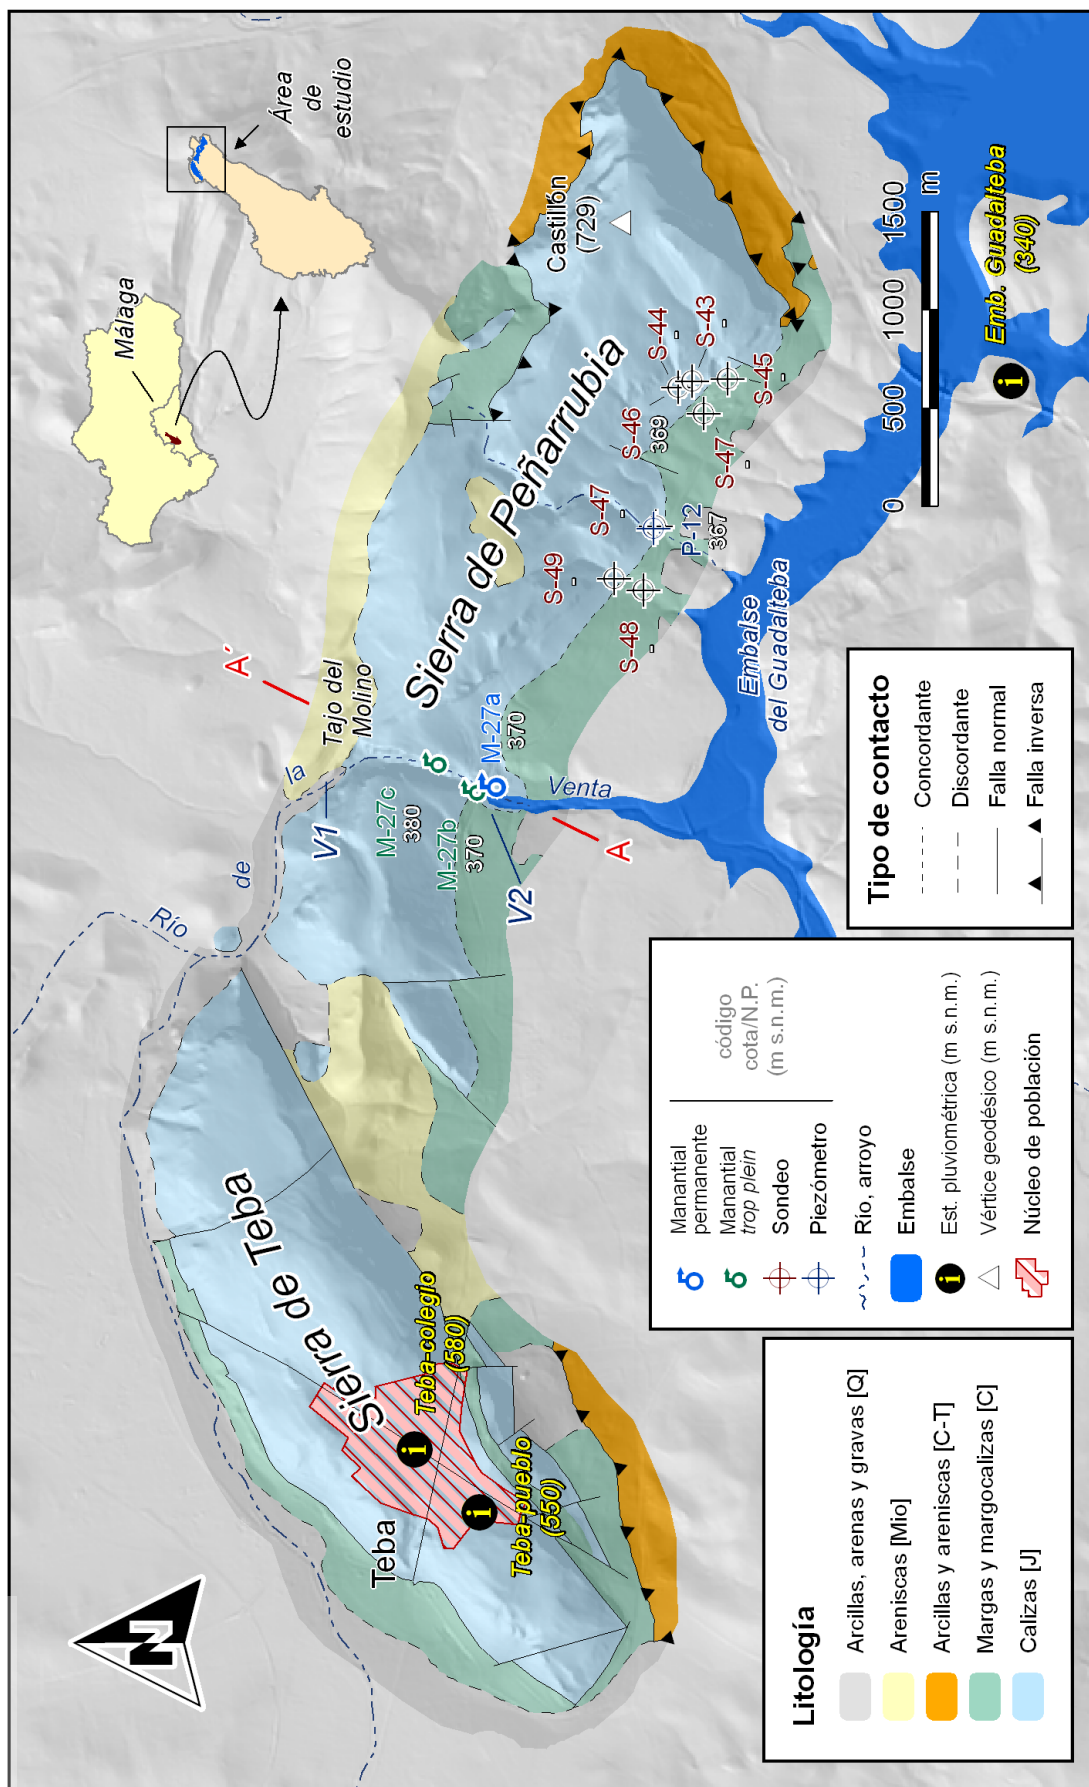 N
Málaga
Área
de
estudio
Río
de
la
Venta
V1
V2
A´
A
Tajo del
Molino
M-27c
380
M-27b
370
M-27a
370
Sierra de Teba
Sierra de Peñarrubia
Castillón
(729)
Teba
Teba-colegio
(580)
Teba-pueblo
(550)
S-49
S-48
S-47
P-12
367
S-46
369
S-47
S-44
S-43
S-45
Embalse
del Guadalteba
Emb. Guadalteba
(340)
0 500 1000 1500
m
Litología
Arcillas, arenas y gravas [Q]
Areniscas [Mio]
Arcillas y areniscas [C-T]
Margas y margocalizas [C]
Calizas [J]
Manantial
permanente
Manantial
trop plein
Sondeo
Piezómetro
código
cota/N.P.
(m s.n.m.)
Río, arroyo
Embalse
Est. pluviométrica (m s.n.m.)
Vértice geodésico (m s.n.m.)
Núcleo de población
Tipo de contacto
Concordante
Discordante
Falla normal
Falla inversa